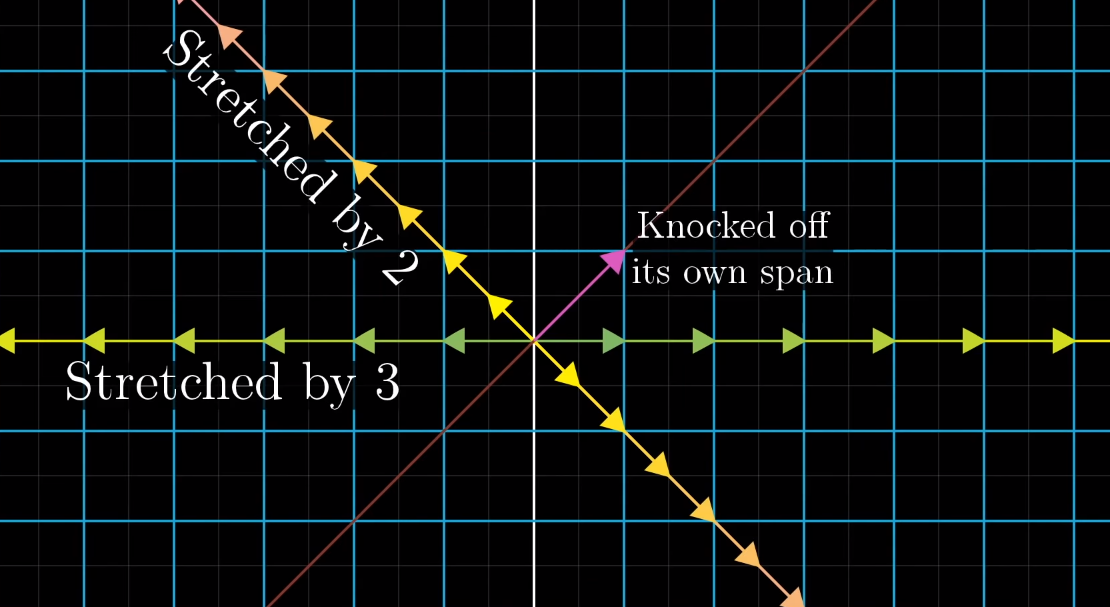 Stretched by 2
Knocked off
its own span
Stretched by 3